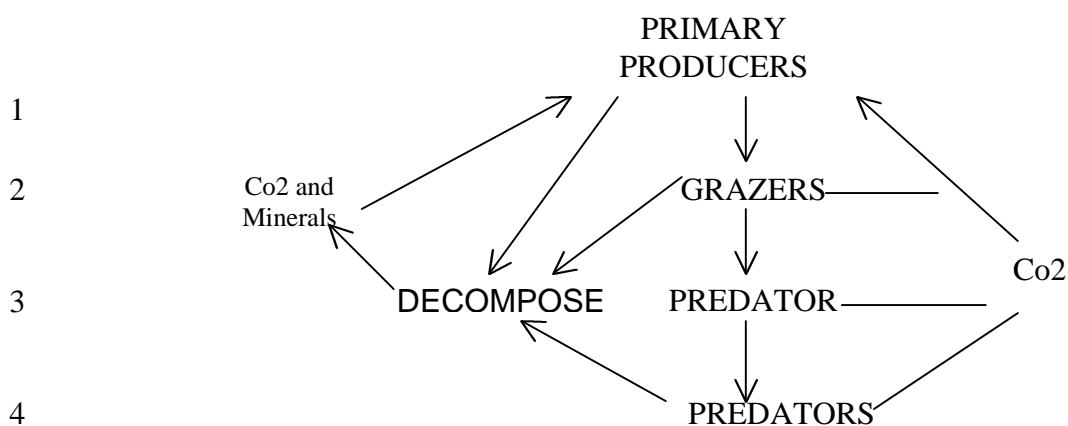 PRIMARY
PRODUCERS
1
2
Co2 and
Minerals
GRAZERS
Co2
3
DECOMPOSE
PREDATOR
4
PREDATORS